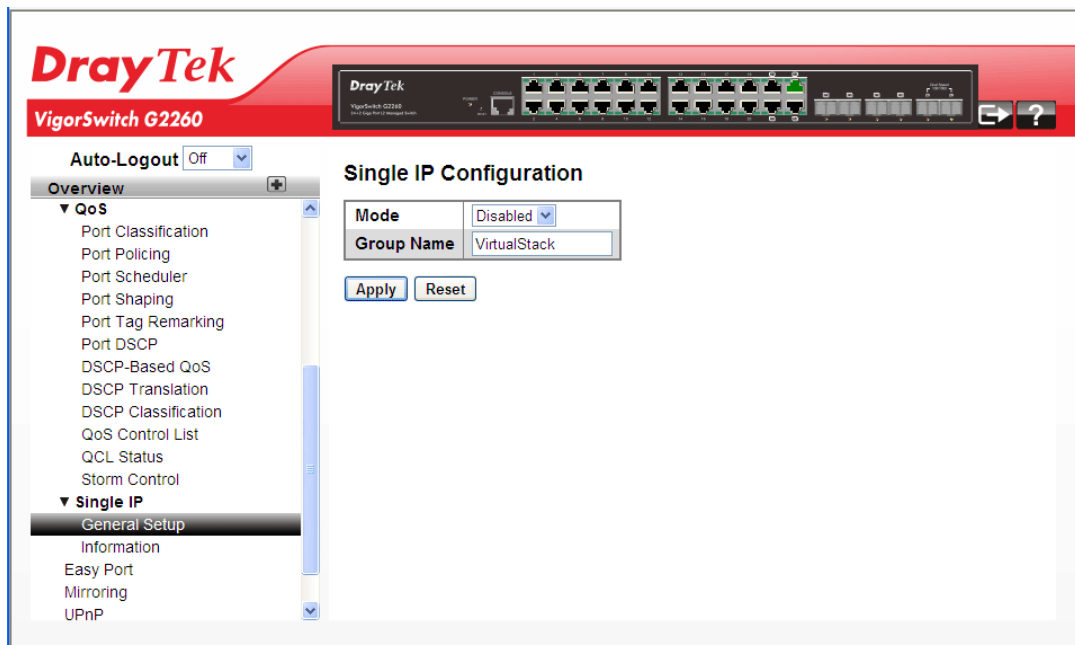 DrayTek
VigorSwitch G2260
DrayTek
VigorSwitch G2260
CONSOLE
POWER
Auto-Logout Off
Overview
▼ QoS
Port Classification
Port Policing
Port Scheduler
Port Shaping
Port Tag Remarking
Port DSCP
DSCP-Based QoS
DSCP Translation
DSCP Classification
QoS Control List
QCL Status
Storm Control
▼ Single IP
General Setup
Information
Easy Port
Mirroring
UPnP
Single IP Configuration
Mode Disabled
Group Name VirtualStack
Apply Reset